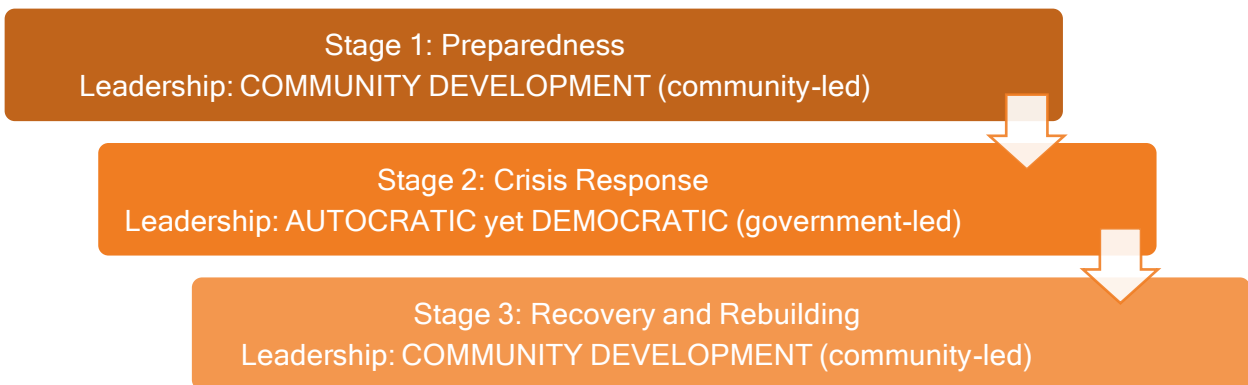 Stage 1: Preparedness
Leadership: COMMUNITY DEVELOPMENT (community-led)
Stage 2: Crisis Response
Leadership: AUTOCRATIC yet DEMOCRATIC (government-led)
Stage 3: Recovery and Rebuilding
Leadership: COMMUNITY DEVELOPMENT (community-led)